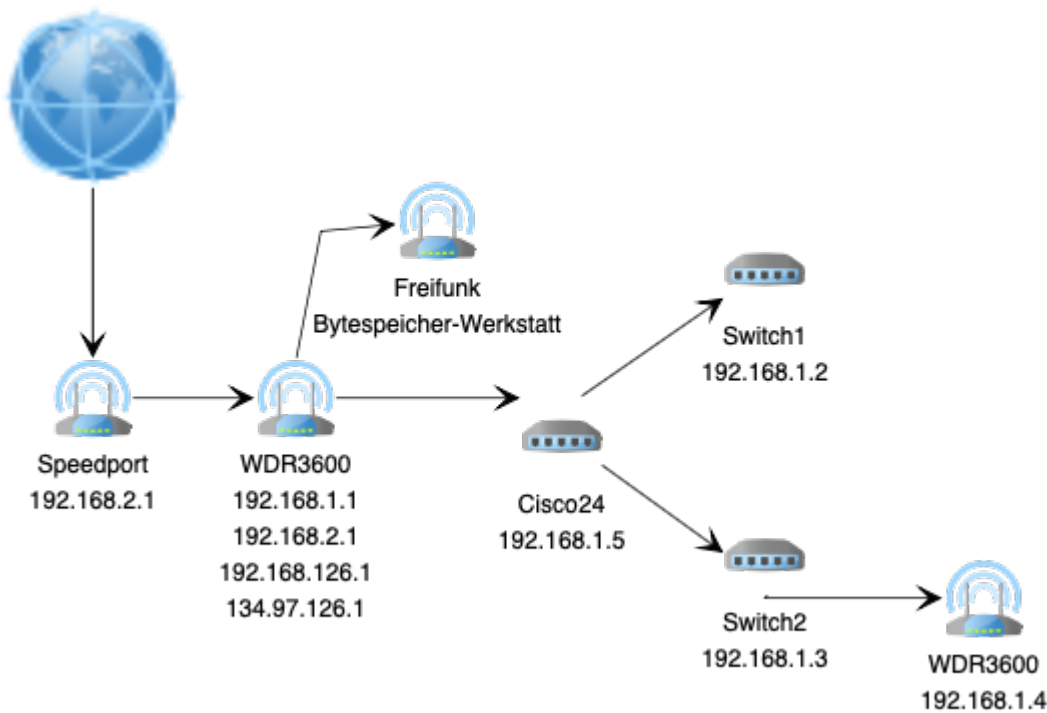 Freifunk
Bytespeicher-Werkstatt
Switch1
192.168.1.2
Speedport
192.168.2.1
WDR3600
192.168.1.1
192.168.2.1
192.168.126.1
134.97.126.1
Cisco24
192.168.1.5
Switch2
192.168.1.3
WDR3600
192.168.1.4